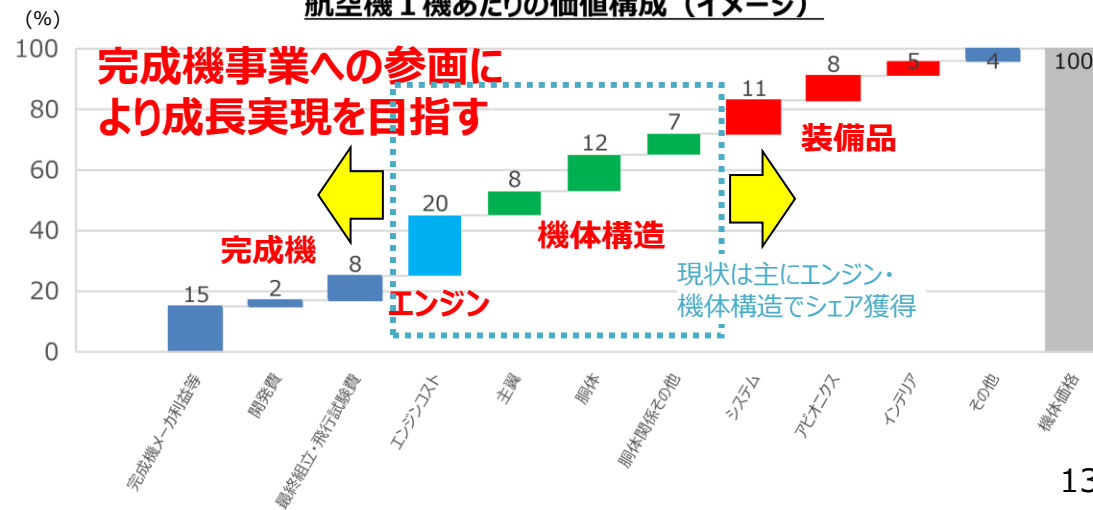 航空機１機あたりの価値構成（イメージ）
(%)
100
80
60
40
20
0
完成機事業への参画に
より成長実現を目指す
完成機
エンジン
機体構造
装備品
現状は主にエンジン・
機体構造でシェア獲得
15
2
8
20
8
12
7
11
8
5
4
100
完成機メーカ利益等
開発費
最終組立・飛行試験費
エンジンコスト
主翼
胴体
胴体関係その他
システム
アビオニクス
インテリア
その他
機体価格
13